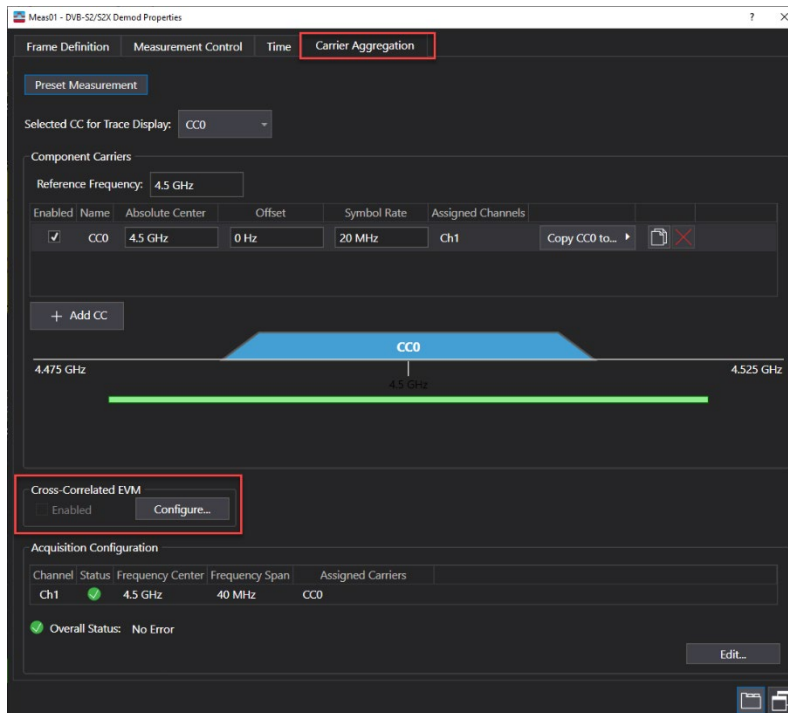 Meas01 - DVB-S2/S2X Demod Properties ? ×
Frame Definition Measurement Control Time Carrier Aggregation
Preset Measurement
Selected CC for Trace Display: CC0
Component Carriers
Reference Frequency: 4.5 GHz
Enabled Name Absolute Center Offset Symbol Rate Assigned Channels
CC0 4.5 GHz 0 Hz 20 MHz Ch1 Copy CC0 to...
+ Add CC
CC0
4.475 GHz 4.525 GHz
4.5 GHz
Cross-Correlated EVM
Enabled Configure...
Acquisition Configuration
Channel Status Frequency Center Frequency Span Assigned Carriers
Ch1 4.5 GHz 40 MHz CC0
Overall Status: No Error
Edit...